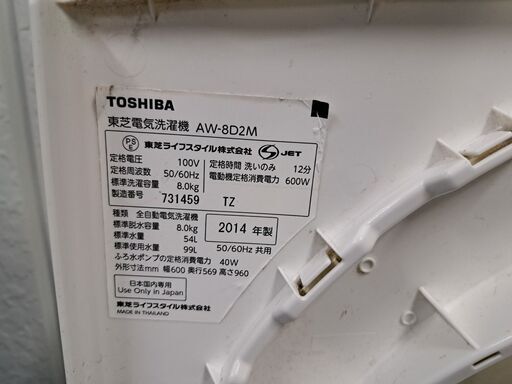 TOSHIBA
東芝電気洗濯機 AW-8D2M
PS E 東芝ライフスタイル株式会社 S JET
定格電圧 100V 定格時間 洗いのみ 12分
定格周波数 50/60Hz 電動機定格消費電力 600W
標準洗濯容量 8.0kg
製造番号 731459 TZ
種類 全自動電気洗濯機
標準脱水容量 8.0kg 2014 年製
標準水量 54L
標準使用水量 99L 50/60Hz 共用
ふろ水ポンプの定格消費電力 40W
外形寸法mm 幅600 奥行569 高さ960
日本国内専用
Use Only in Japan
東芝ライフスタイル株式会社
MADE IN THAILAND